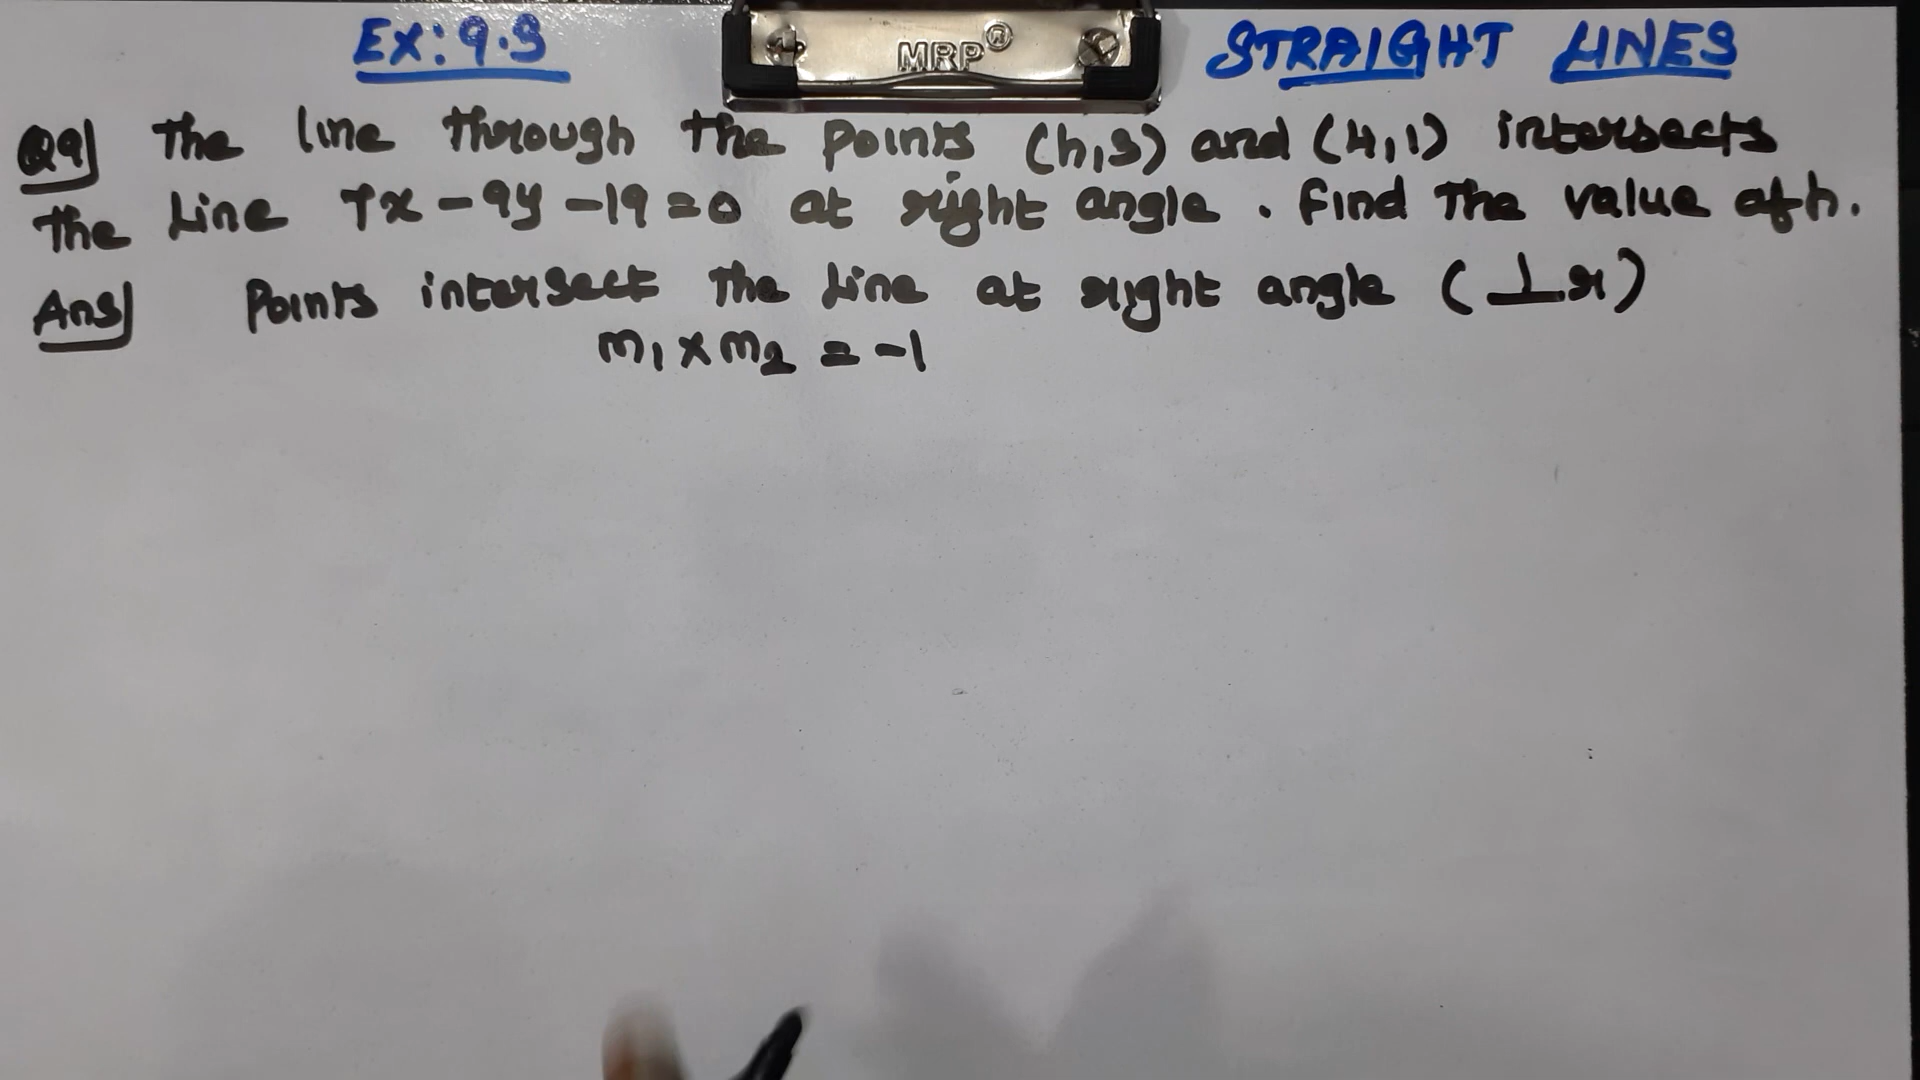 EX: 9.3
MRP®
STRAIGHT LINES
Q9) The line through the points (h,3) and (4,1) intersects
the line 7x - 9y - 19 = 0 at right angle. Find the value of h.
Ans) Points intersect the line at right angle (⊥r)
m₁ × m₂ = -1